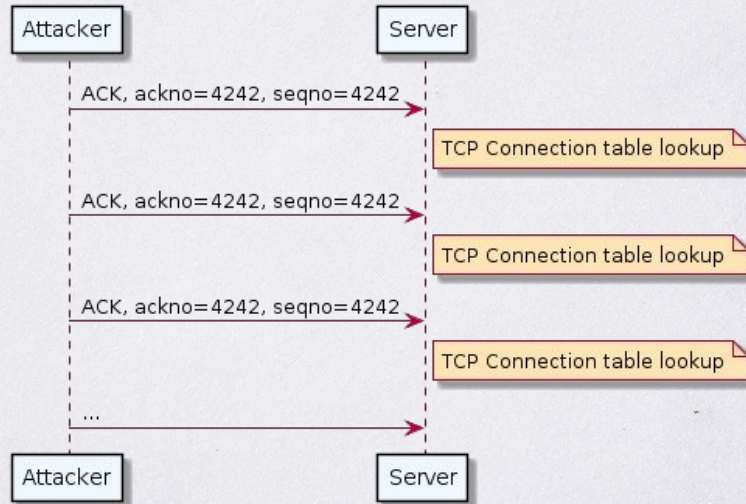 Attacker
Server
ACK, ackno=4242, seqno=4242
TCP Connection table lookup
ACK, ackno=4242, seqno=4242
TCP Connection table lookup
ACK, ackno=4242, seqno=4242
TCP Connection table lookup
...
Attacker
Server